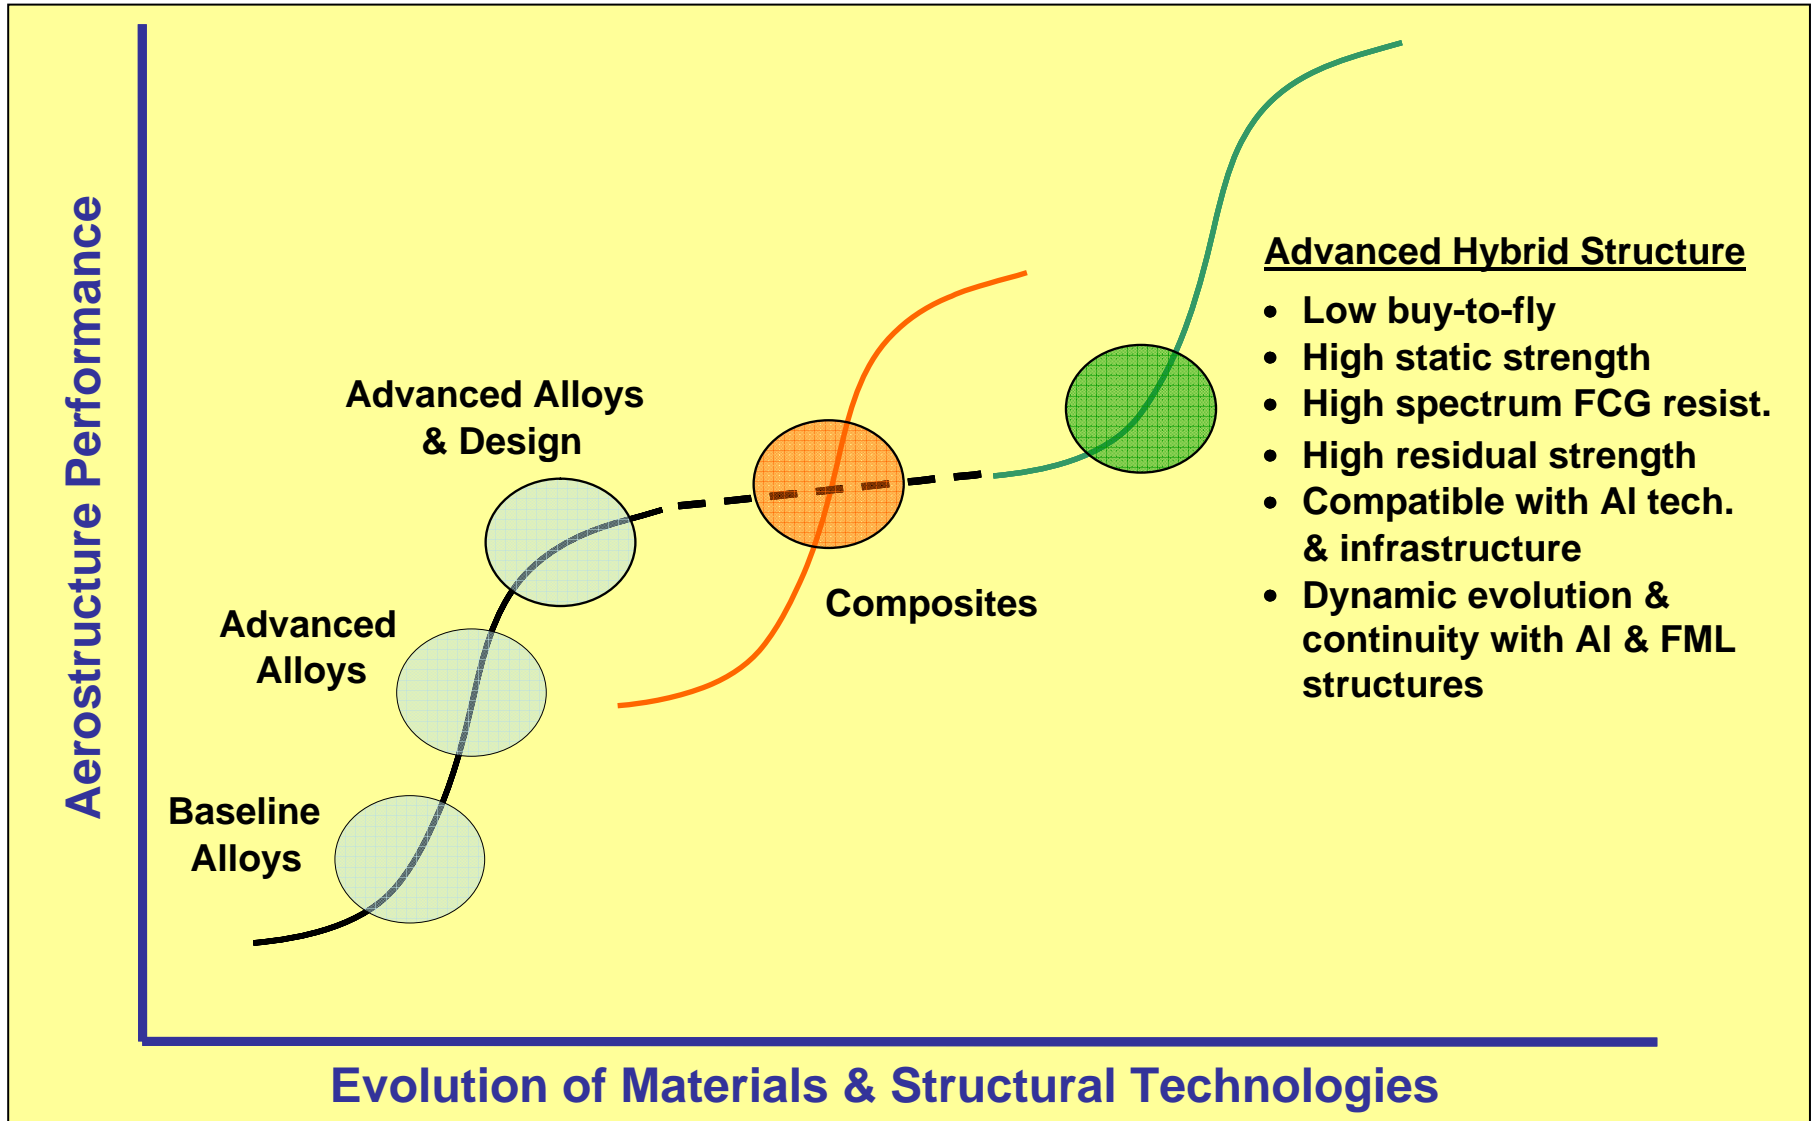 Aerostructure Performance
Advanced Alloys
& Design
Advanced
Alloys
Baseline
Alloys
Composites
Advanced Hybrid Structure
• Low buy-to-fly
• High static strength
• High spectrum FCG resist.
• High residual strength
• Compatible with Al tech.
& infrastructure
• Dynamic evolution &
continuity with Al & FML
structures
Evolution of Materials & Structural Technologies